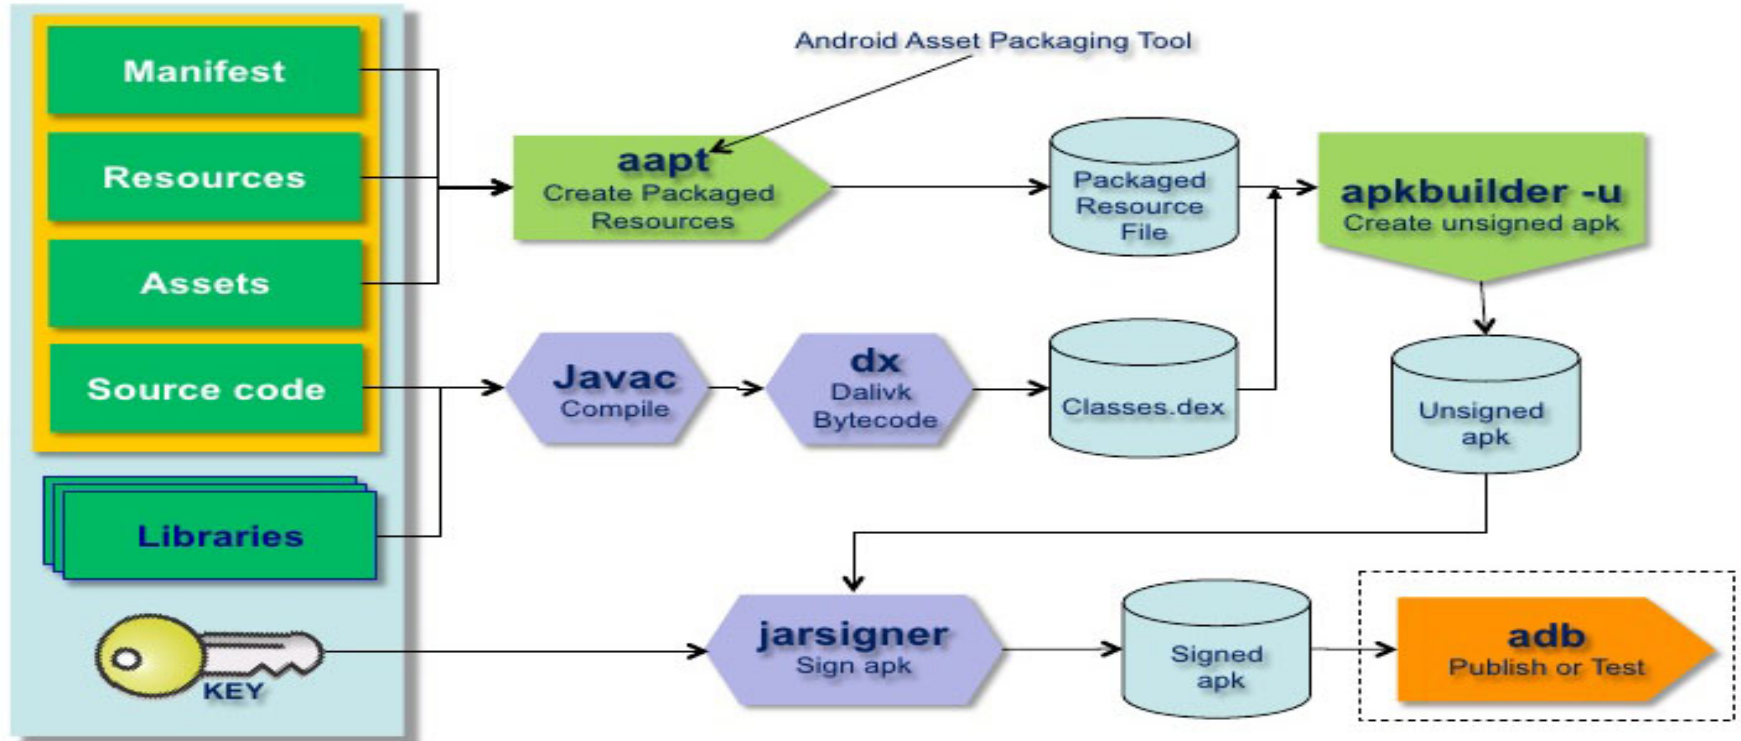 Manifest
Resources
Assets
Source code
Libraries
KEY
Android Asset Packaging Tool
aapt
Create Packaged
Resources
Packaged
Resource
File
apkbuilder -u
Create unsigned apk
Javac
Compile
dx
Dalivk
Bytecode
Classes.dex
Unsigned
apk
jarsigner
Sign apk
Signed
apk
adb
Publish or Test